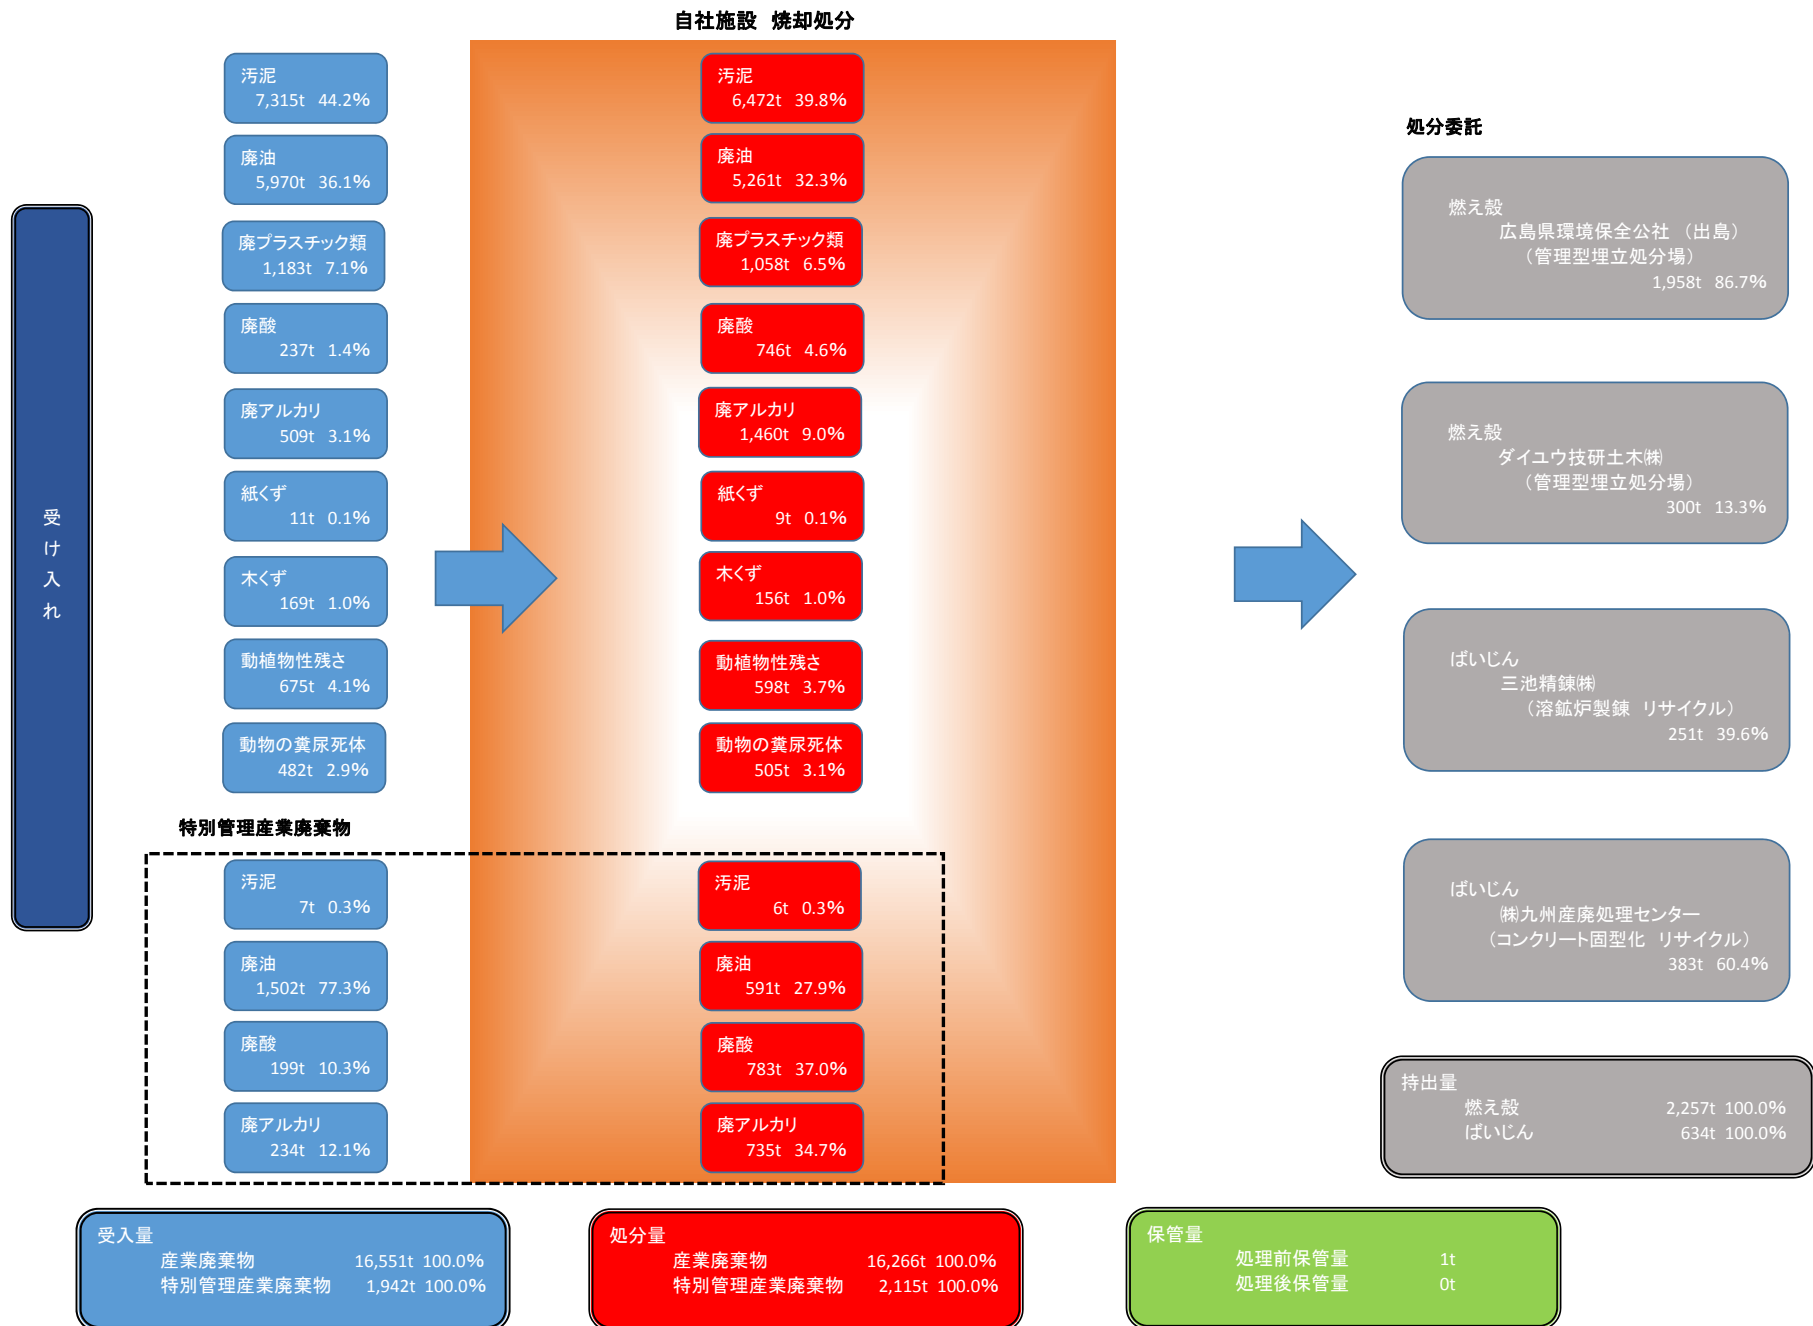 自社施設 焼却処分
受け入れ
汚泥
7,315t 44.2%
廃油
5,970t 36.1%
廃プラスチック類
1,183t 7.1%
廃酸
237t 1.4%
廃アルカリ
509t 3.1%
紙くず
11t 0.1%
木くず
169t 1.0%
動植物性残さ
675t 4.1%
動物の糞尿死体
482t 2.9%
特別管理産業廃棄物
汚泥
7t 0.3%
廃油
1,502t 77.3%
廃酸
199t 10.3%
廃アルカリ
234t 12.1%
汚泥
6,472t 39.8%
廃油
5,261t 32.3%
廃プラスチック類
1,058t 6.5%
廃酸
746t 4.6%
廃アルカリ
1,460t 9.0%
紙くず
9t 0.1%
木くず
156t 1.0%
動植物性残さ
598t 3.7%
動物の糞尿死体
505t 3.1%
汚泥
6t 0.3%
廃油
591t 27.9%
廃酸
783t 37.0%
廃アルカリ
735t 34.7%
処分委託
燃え殻
広島県環境保全公社 (出島)
(管理型埋立処分場)
1,958t 86.7%
燃え殻
ダイユウ技研土木㈱
(管理型埋立処分場)
300t 13.3%
ばいじん
三池精錬㈱
(溶鉱炉製錬 リサイクル)
251t 39.6%
ばいじん
㈱九州産廃処理センター
(コンクリート固型化 リサイクル)
383t 60.4%
持出量
燃え殻 2,257t 100.0%
ばいじん 634t 100.0%
受入量
産業廃棄物 16,551t 100.0%
特別管理産業廃棄物 1,942t 100.0%
処分量
産業廃棄物 16,266t 100.0%
特別管理産業廃棄物 2,115t 100.0%
保管量
処理前保管量 1t
処理後保管量 0t